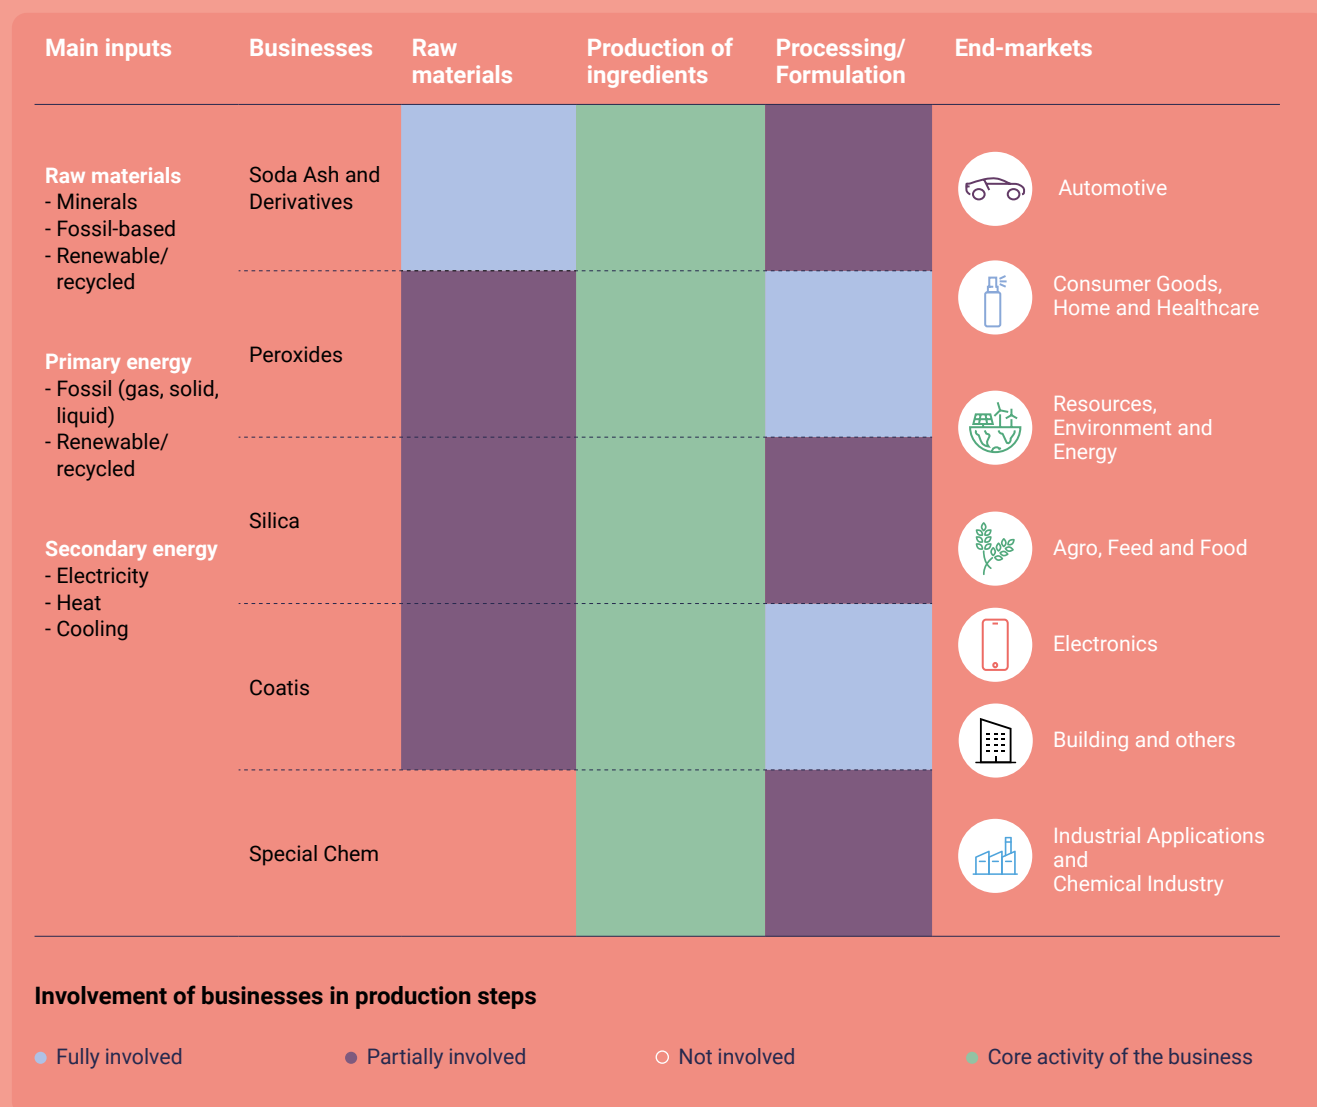 Main inputs
Businesses
Raw
materials
Production of
ingredients
Processing/
Formulation
End-markets
Raw materials
- Minerals
- Fossil-based
- Renewable/
recycled
Primary energy
- Fossil (gas, solid,
liquid)
- Renewable/
recycled
Secondary energy
- Electricity
- Heat
- Cooling
Soda Ash and
Derivatives
Peroxides
Silica
Coatis
Special Chem
Automotive
Consumer Goods,
Home and Healthcare
Resources,
Environment and
Energy
Agro, Feed and Food
Electronics
Building and others
Industrial Applications
and
Chemical Industry
Involvement of businesses in production steps
Fully involved
Partially involved
Not involved
Core activity of the business